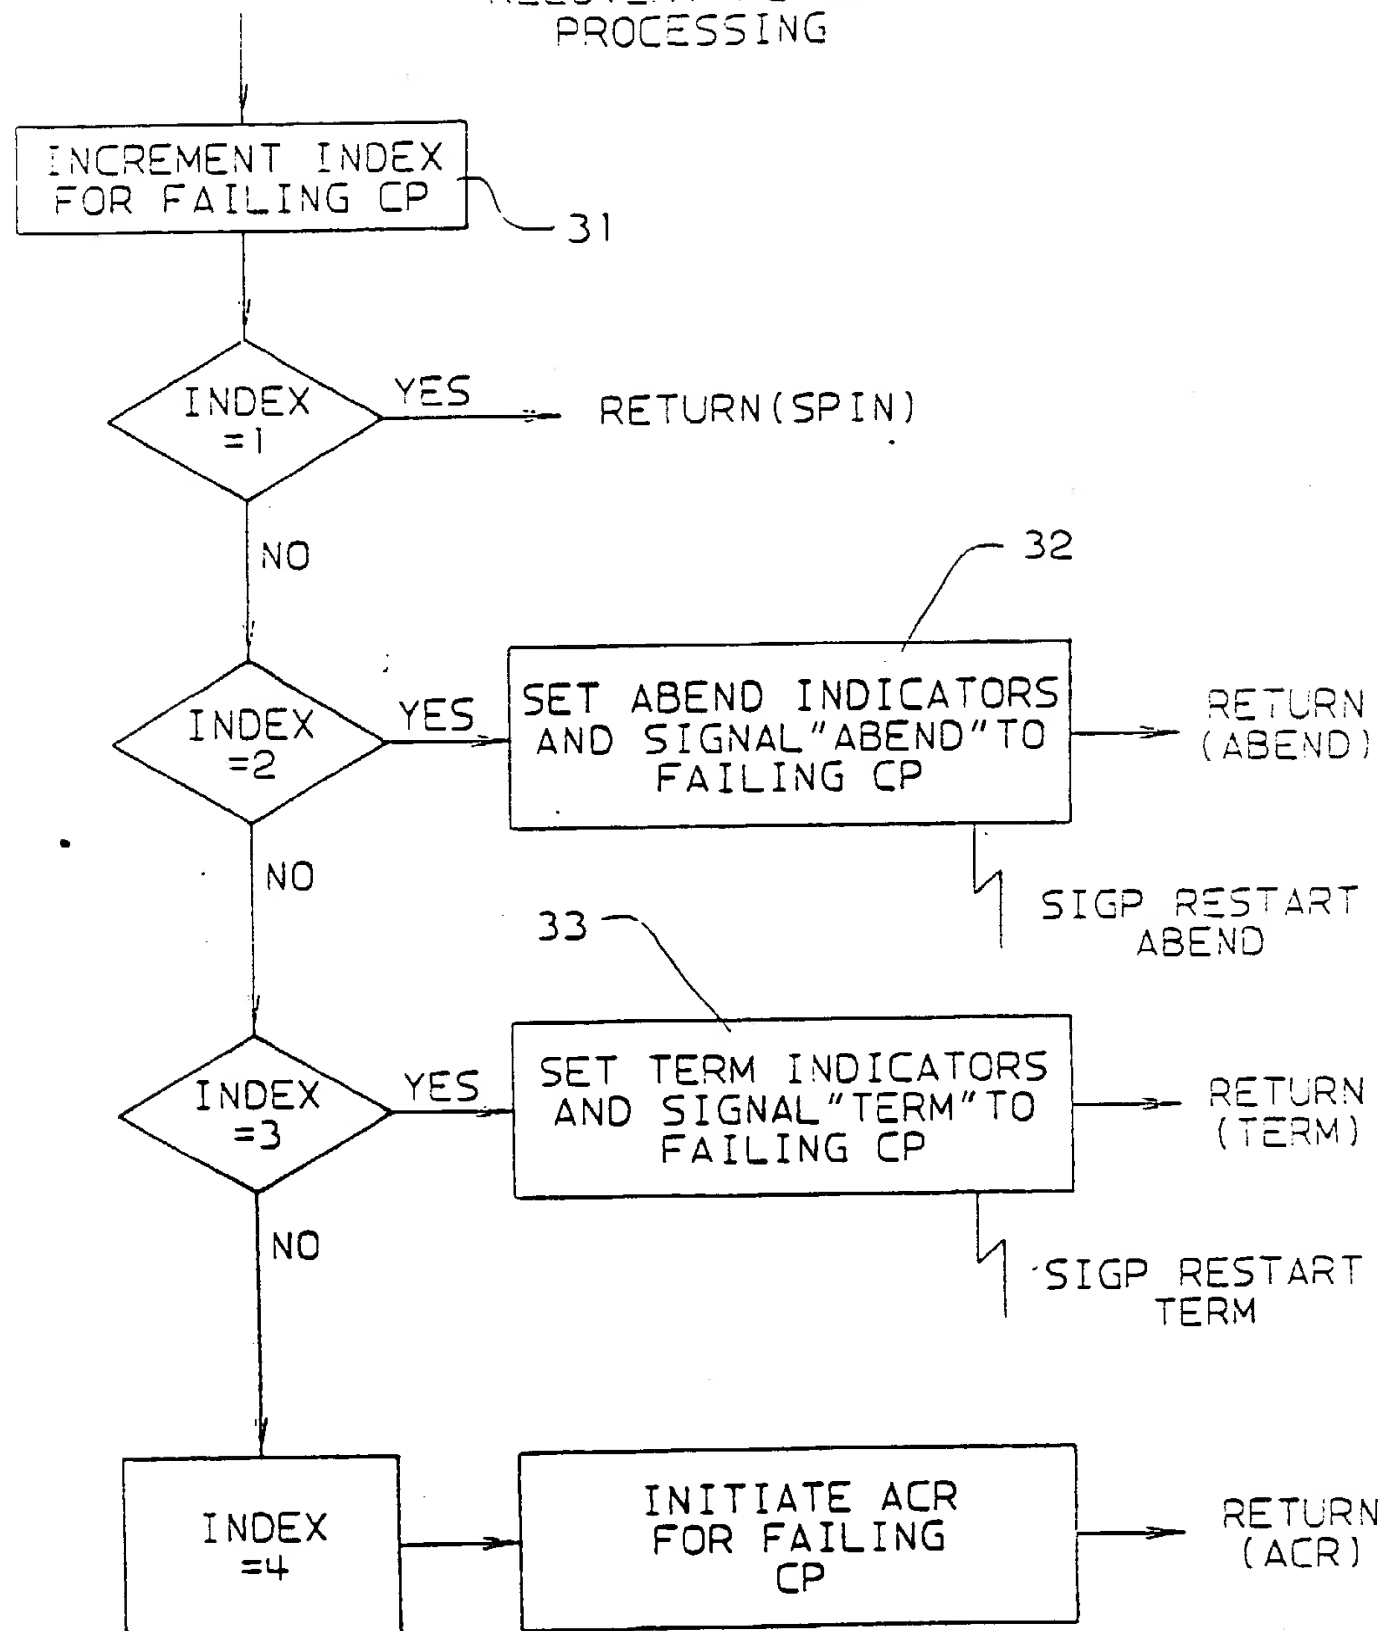 PROCESSING
INCREMENT INDEX
FOR FAILING CP
31
INDEX
=1
YES
RETURN(SPIN)
NO
32
INDEX
=2
YES
SET ABEND INDICATORS
AND SIGNAL"ABEND"TO
FAILING CP
RETURN
(ABEND)
NO
SIGP RESTART
ABEND
33
INDEX
=3
YES
SET TERM INDICATORS
AND SIGNAL"TERM"TO
FAILING CP
RETURN
(TERM)
NO
SIGP RESTART
TERM
INDEX
=4
INITIATE ACR
FOR FAILING
CP
RETURN
(ACR)